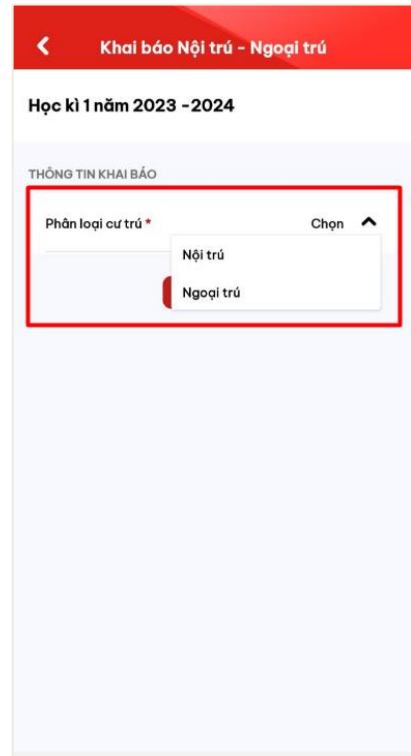 Khai báo Nội trú - Ngoại trú
Học kì 1 năm 2023 -2024
THÔNG TIN KHAI BÁO
Phân loại cư trú * Chọn
Nội trú
Ngoại trú